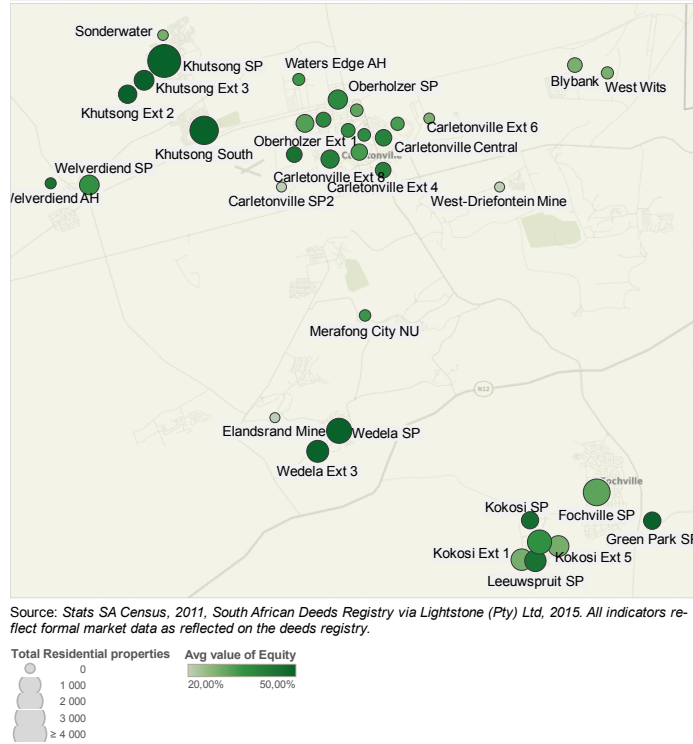 Sonderwater
Khutsong SP
Waters Edge AH
Khutsong Ext 3
Oberholzer SP
Blybank
West Wits
Khutsong Ext 2
Carletonville Ext 6
Khutsong South
Oberholzer Ext 1
Carletonville Central
Welverdiend SP
Carletonville Ext 8
Carletonville Ext 4
elverdiend AH
Carletonville SP2
West-Driefontein Mine
Merafong City NU
N12
Elandsrand Mine
Wedela SP
Wedela Ext 3
Fochville
Kokosi SP
Fochville SP
Green Park SP
Kokosi Ext 1
Kokosi Ext 5
Leeuwspruit SP
Source: Stats SA Census, 2011, South African Deeds Registry via Lightstone (Pty) Ltd, 2015. All indicators re-
flect formal market data as reflected on the deeds registry.
Total Residential properties
0
1 000
2 000
3 000
≥ 4 000
Avg value of Equity
20,00% 50,00%